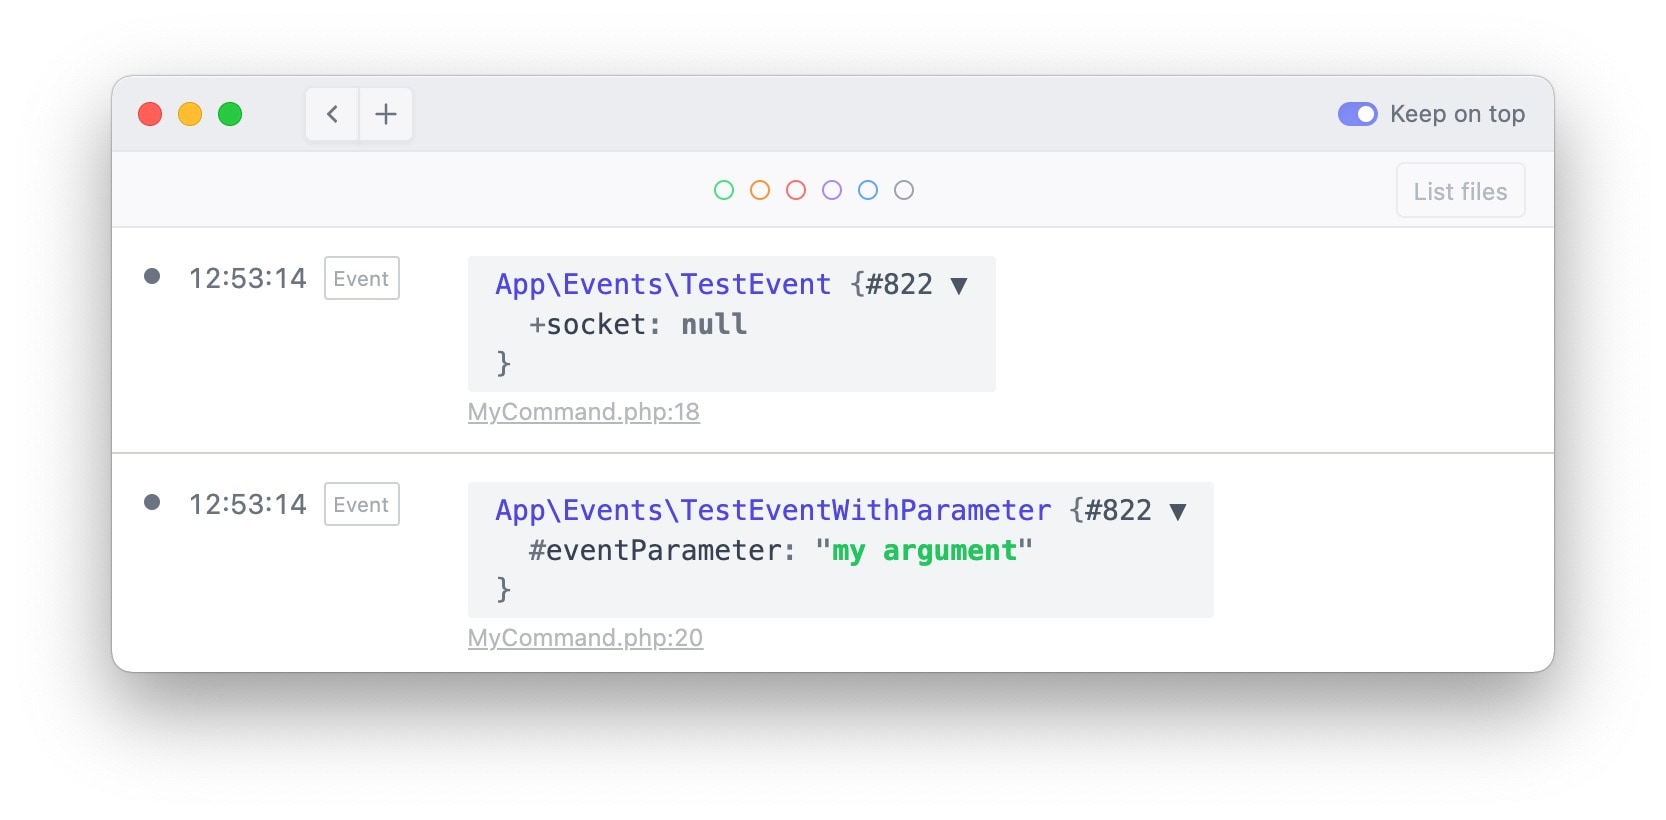 Keep on top
List files
12:53:14 Event
App\Events\TestEvent {#822 ▼
+socket: null
}
MyCommand.php:18
12:53:14 Event
App\Events\TestEventWithParameter {#822 ▼
#eventParameter: "my argument"
}
MyCommand.php:20